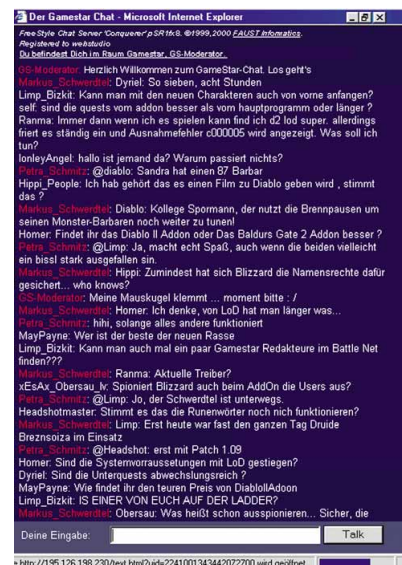 Der Gamestar Chat - Microsoft Internet Explorer
FreeStyle Chat Server 'Conquerer' pSR1fx8. ©1999,2000 FAUST Informatics.
Registered to webstudio
Du befindest Dich im Raum Gamestar, GS-Moderator.
GS-Moderator: Herzlich Willkommen zum GameStar-Chat. Los geht's
Markus_Schwerdtel: Dyriel: So sieben, acht Stunden
Limp_Bizkit: Kann man mit den neuen Charakteren auch von vorne anfangen?
self: sind die quests vom addon besser als vom hauptprogramm oder länger ?
Ranma: Immer dann wenn ich es spielen kann find ich d2 lod super. allerdings
friert es ständig ein und Ausnahmefehler c000005 wird angezeigt. Was soll ich
tun?
lonleyAngel: hallo ist jemand da? Warum passiert nichts?
Petra_Schmitz: @diablo: Sandra hat einen 87 Barbar
Hippi_People: Ich hab gehört das es einen Film zu Diablo geben wird , stimmt
das ?
Markus_Schwerdtel: Diablo: Kollege Spormann, der nutzt die Brennpausen um
seinen Monster-Barbaren noch weiter zu tunen!
Homer: Findet ihr das Diablo II Addon oder Das Baldurs Gate 2 Addon besser ?
Petra_Schmitz: @Limp: Ja, macht echt Spaß, auch wenn die beiden vielleicht
ein bissl stark ausgefallen sin.
Markus_Schwerdtel: Hippi: Zumindest hat sich Blizzard die Namensrechte dafür
gesichert... who knows?
GS-Moderator: Meine Mauskugel klemmt ... moment bitte : /
Markus_Schwerdtel: Homer: Ich denke, von LoD hat man länger was...
Petra_Schmitz: hihi, solange alles andere funktioniert
MayPayne: Wer ist der beste der neuen Rasse
Limp_Bizkit: Kann man auch mal ein paar Gamestar Redakteure im Battle Net
finden???
Markus_Schwerdtel: Ranma: Aktuelle Treiber?
xEsAx_Obersau_lv: Spioniert Blizzard auch beim AddOn die Users aus?
Petra_Schmitz: @Limp: Jo, der Schwerdtel ist unterwegs.
Headshotmaster: Stimmt es das die Runenwörter noch nich funktionieren?
Markus_Schwerdtel: Limp: Erst heute war fast den ganzen Tag Druide
Breznsoiza im Einsatz
Petra_Schmitz: @Headshot: erst mit Patch 1.09
Homer: Sind die Systemvorraussetungen mit LoD gestiegen?
Dyriel: Sind die Unterquests abwechslungsreich ?
MayPayne: Wie findet ihr den teuren Preis von DiabloIIAdoon
Limp_Bizkit: IS EINER VON EUCH AUF DER LADDER?
Markus_Schwerdtel: Obersau: Was heißt schon ausspionieren... Sicher, die
Deine Eingabe: Talk
http://195.126.198.230/text.html?uid=2241001343442072700 wird geöffnet